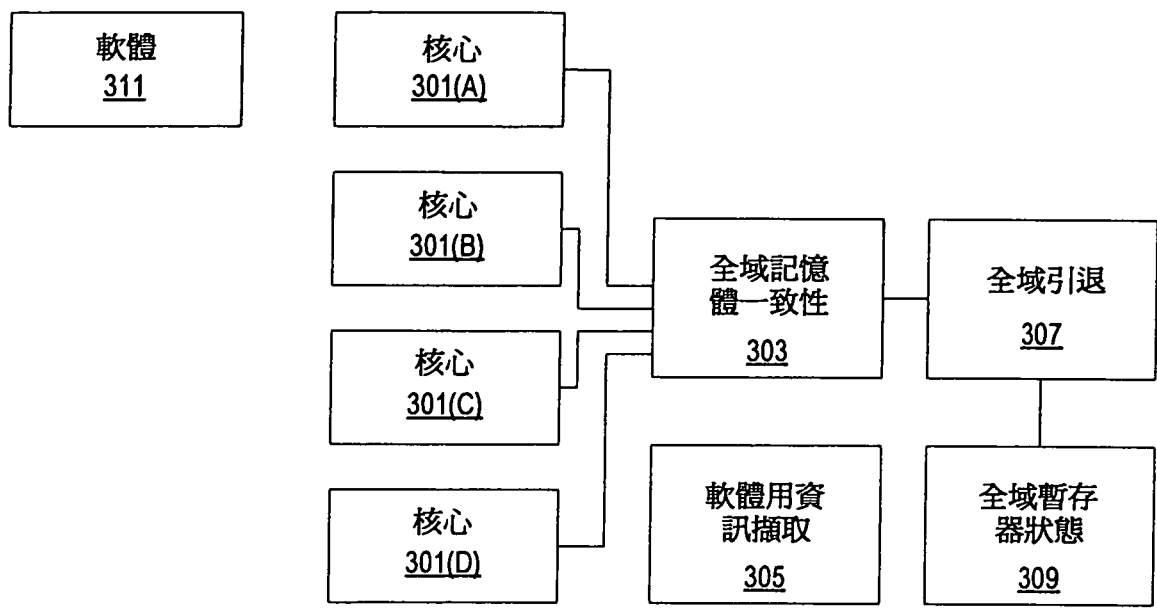 軟體
311
核心
301(A)
核心
301(B)
核心
301(C)
核心
301(D)
全域記憶
體一致性
303
全域引退
307
軟體用資
訊擷取
305
全域暫存
器狀態
309